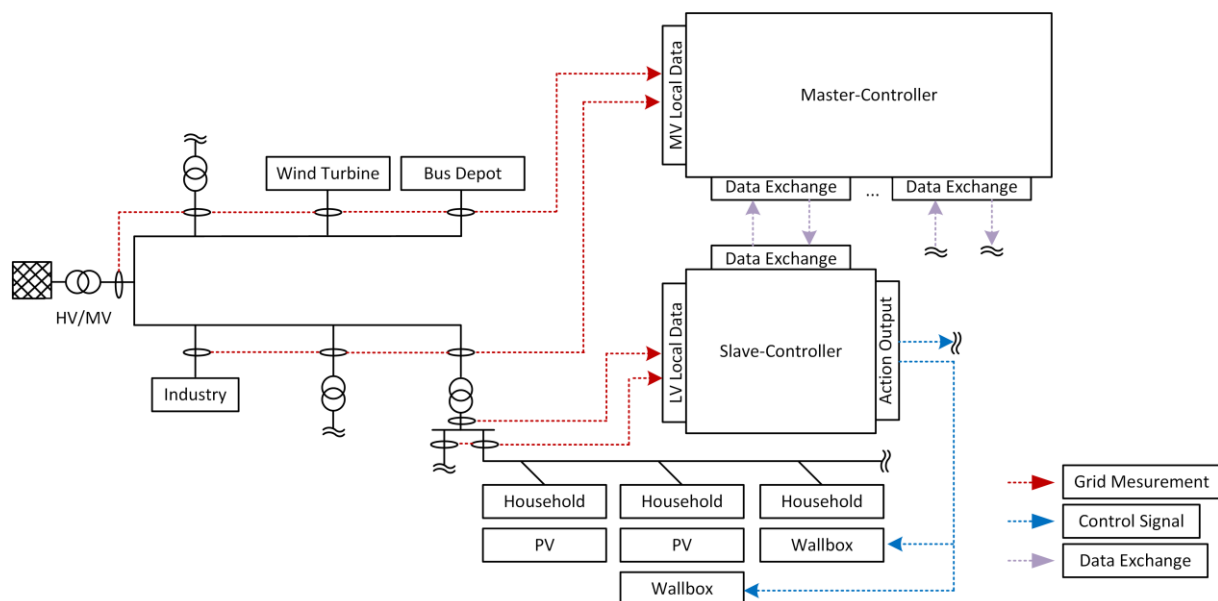 MV Local Data
Master-Controller
Wind Turbine
Bus Depot
Data Exchange
...
Data Exchange
Data Exchange
HV/MV
LV Local Data
Slave-Controller
Action Output
Industry
Household
Household
Household
PV
PV
Wallbox
Wallbox
Grid Mesurement
Control Signal
Data Exchange